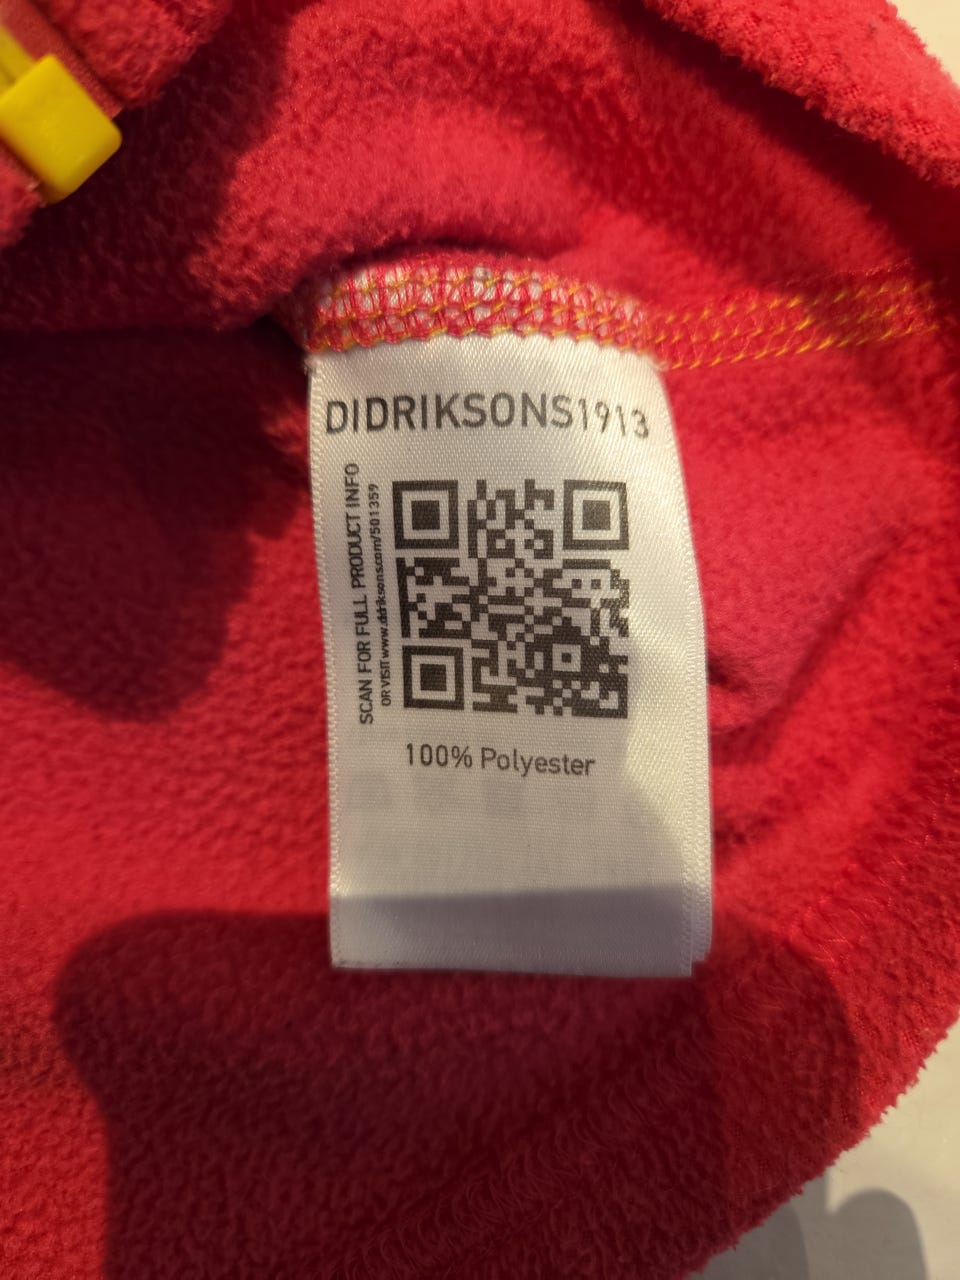 DIDRIKSONS1913
SCAN FOR FULL PRODUCT INFO
OR VISIT www.didriksons.com/501359
100% Polyester